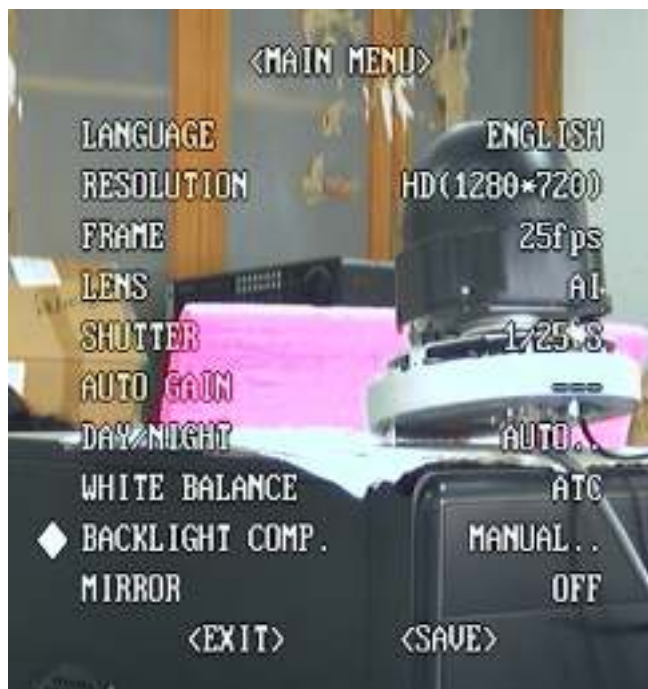 <MAIN MENU>
LANGUAGE ENGLISH
RESOLUTION HD(1280*720)
FRAME 25fps
LENS AI
SHUTTER 1/25 S
AUTO GAIN ---
DAY/NIGHT AUTO..
WHITE BALANCE ATC
BACKLIGHT COMP. MANUAL..
MIRROR OFF
<EXIT> <SAVE>